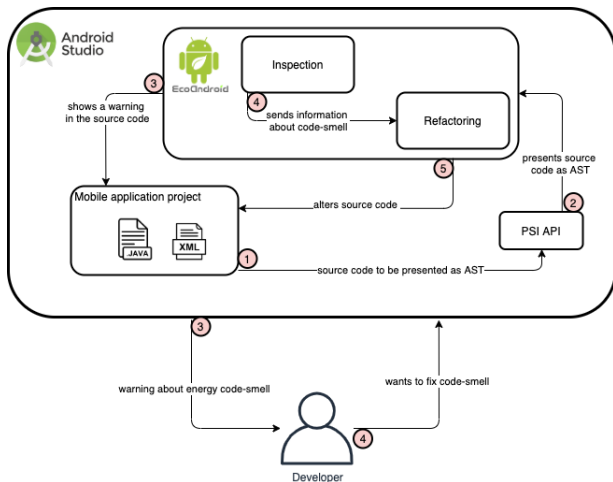 Android
Studio
EcoAndroid
Inspection
3
4
shows a warning
in the source code
sends information
about code-smell
Refactoring
presents source
code as AST
5
Mobile application project
alters source code
2
.JAVA
XML
PSI API
1
source code to be presented as AST
3
warning about energy code-smell
wants to fix code-smell
4
Developer